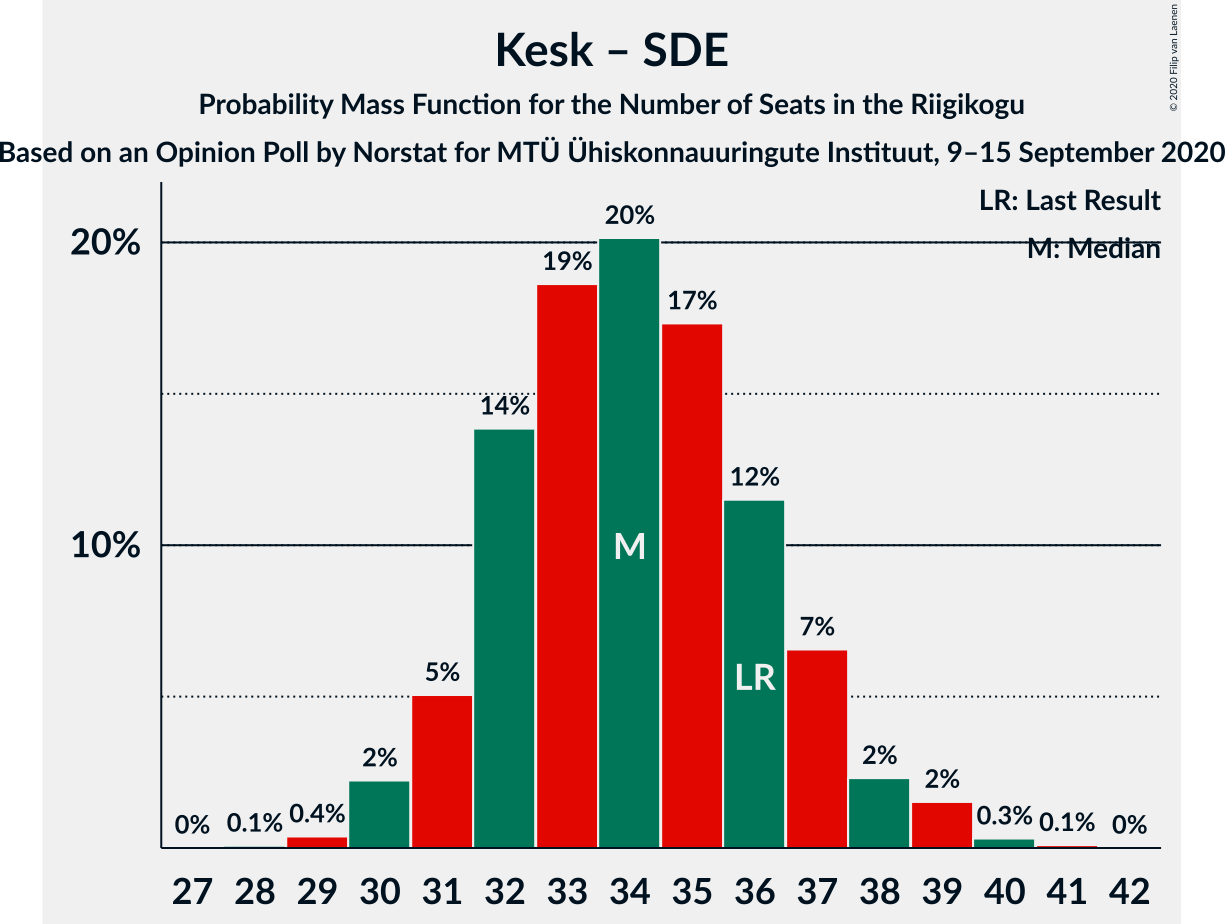 Kesk – SDE
Probability Mass Function for the Number of Seats in the Riigikogu
Based on an Opinion Poll by Norstat for MTÜ Ühiskonnauuringute Instituut, 9–15 September 2020
© 2020 Filip van Laenen
LR: Last Result
M: Median
20%
10%
0% 0.1% 0.4% 2% 5% 14% 19% 20% 17% 12% 7% 2% 2% 0.3% 0.1% 0%
M
LR
27 28 29 30 31 32 33 34 35 36 37 38 39 40 41 42